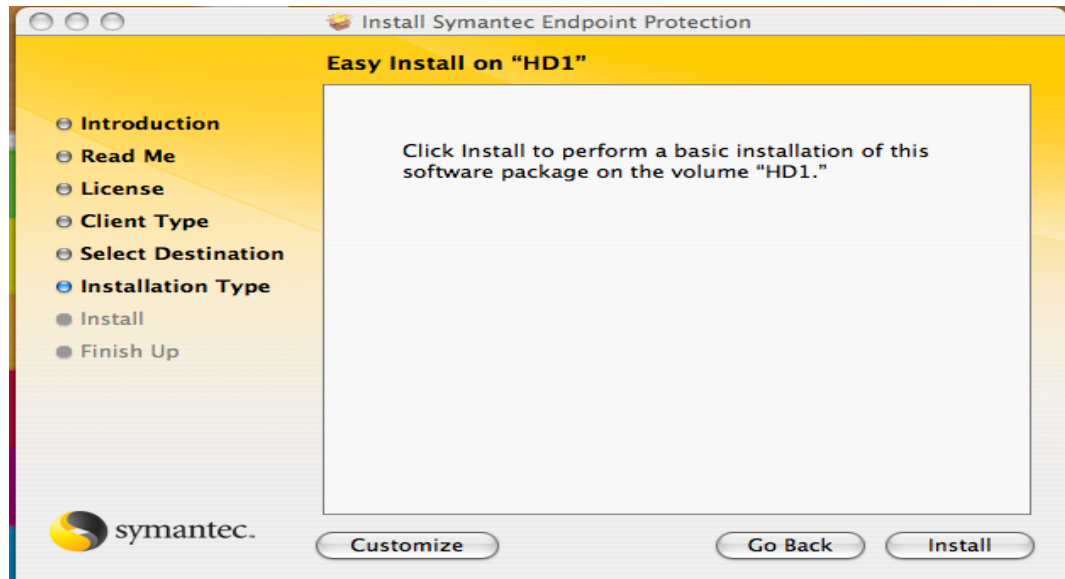 Install Symantec Endpoint Protection
Easy Install on “HD1”
Introduction
Read Me
License
Client Type
Select Destination
Installation Type
Install
Finish Up
Click Install to perform a basic installation of this
software package on the volume “HD1.”
symantec.
Customize
Go Back
Install